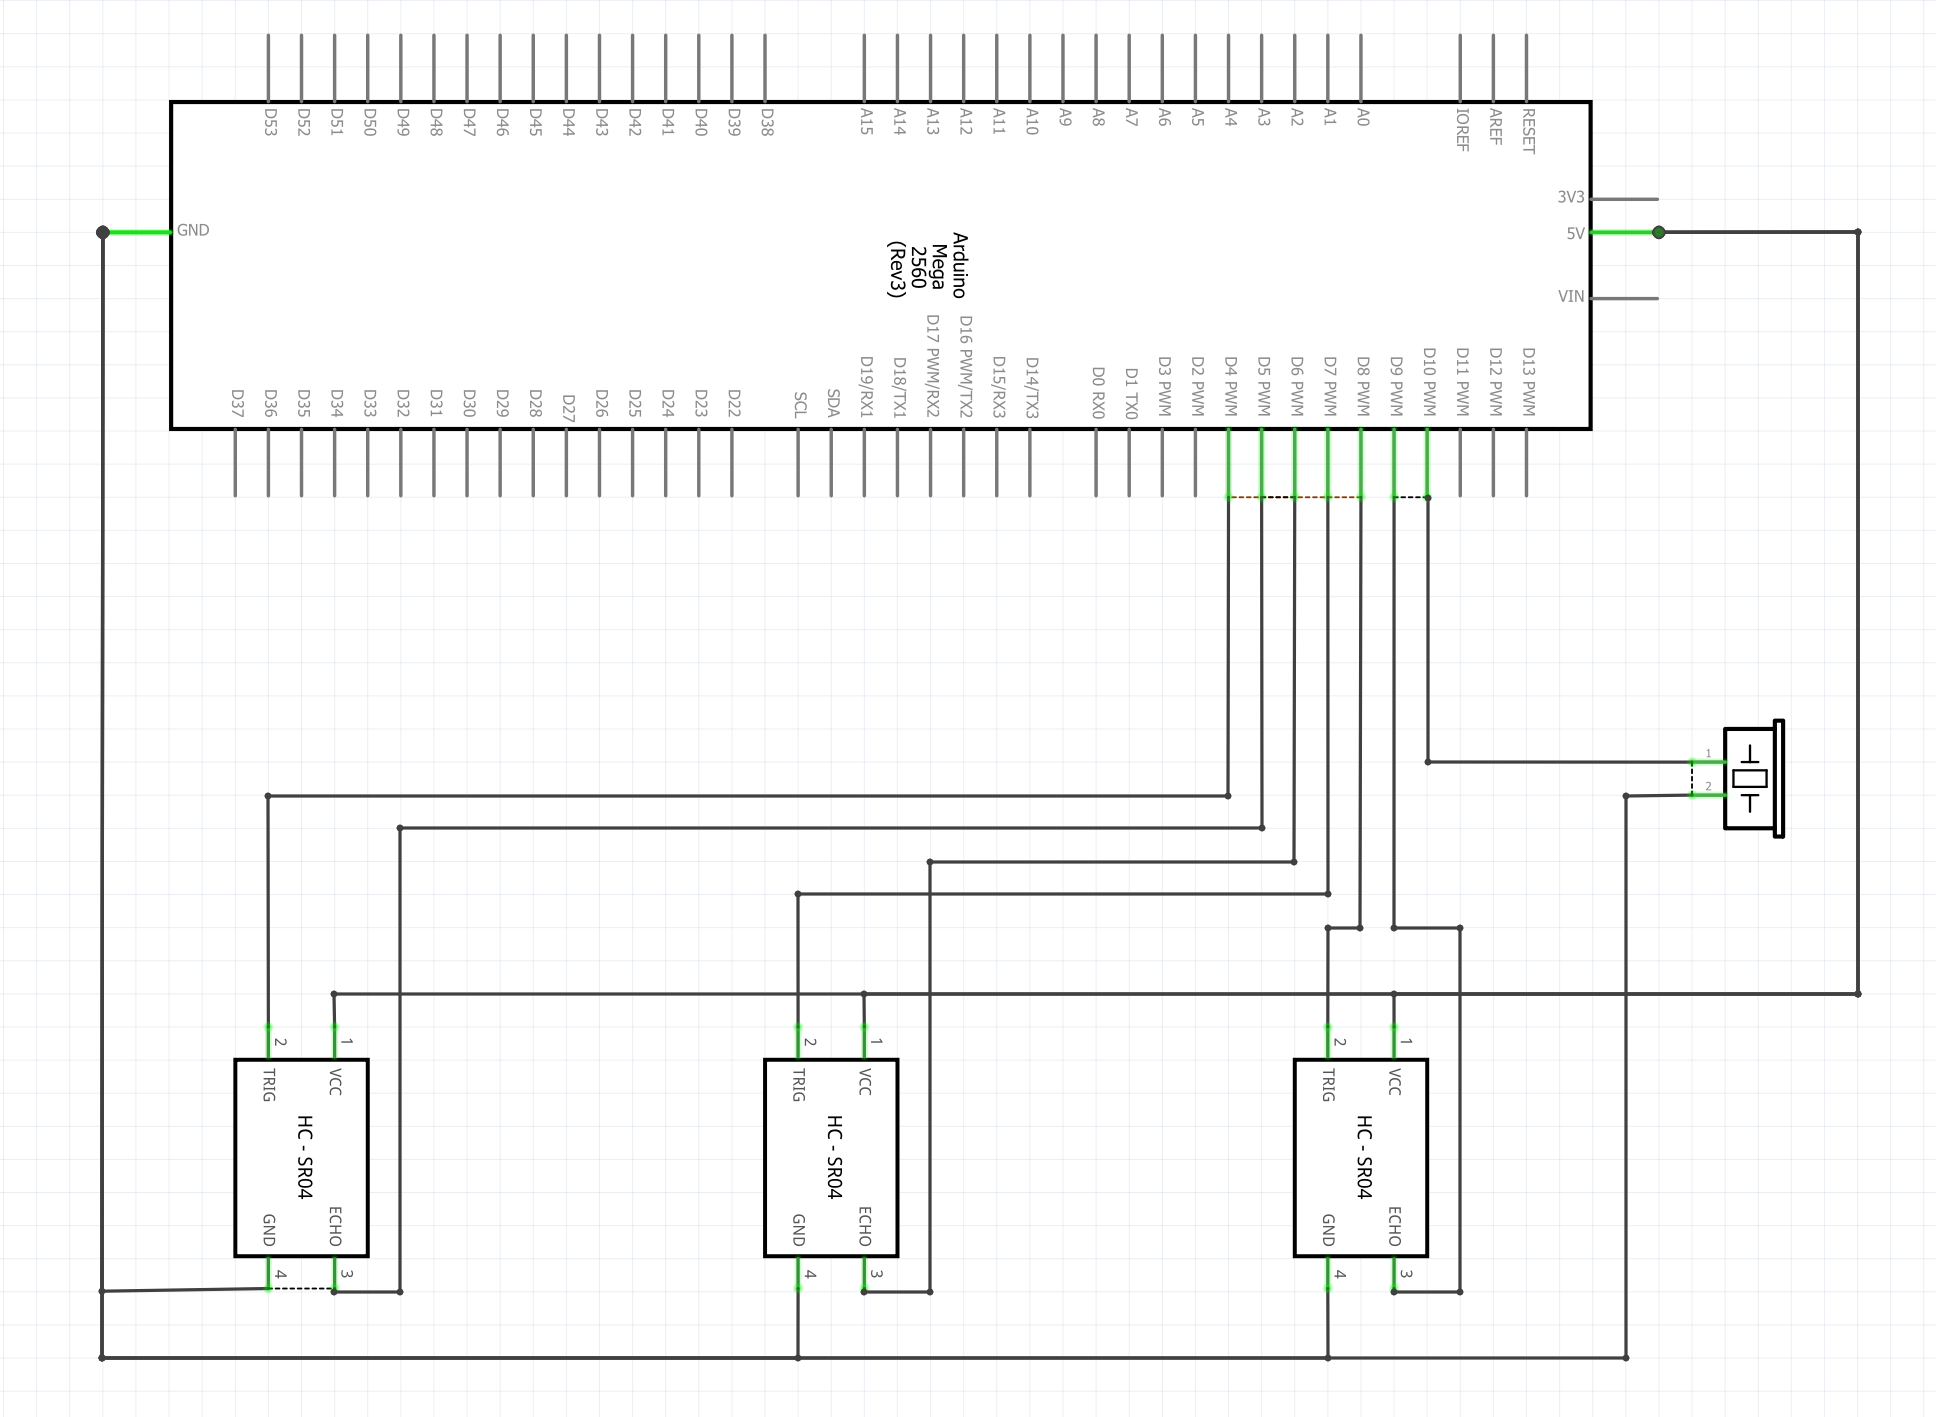 D53
D52
D51
D50
D49
D48
D47
D46
D45
D44
D43
D42
D41
D40
D39
D38
A15
A14
A13
A12
A11
A10
A9
A8
A7
A6
A5
A4
A3
A2
A1
A0
IOREF
AREF
RESET
3V3
GND
5V
VIN
Arduino
Mega
2560
(Rev3)
D37
D36
D35
D34
D33
D32
D31
D30
D29
D28
D27
D26
D25
D24
D23
D22
SCL
SDA
D19/RX1
D18/TX1
D17 PWM/RX2
D16 PWM/TX2
D15/RX3
D14/TX3
D0 RX0
D1 TX0
D3 PWM
D2 PWM
D4 PWM
D5 PWM
D6 PWM
D7 PWM
D8 PWM
D9 PWM
D10 PWM
D11 PWM
D12 PWM
D13 PWM
1
2
2
1
TRIG
VCC
HC - SR04
GND
ECHO
4
3
2
1
TRIG
VCC
HC - SR04
GND
ECHO
4
3
2
1
TRIG
VCC
HC - SR04
GND
ECHO
4
3